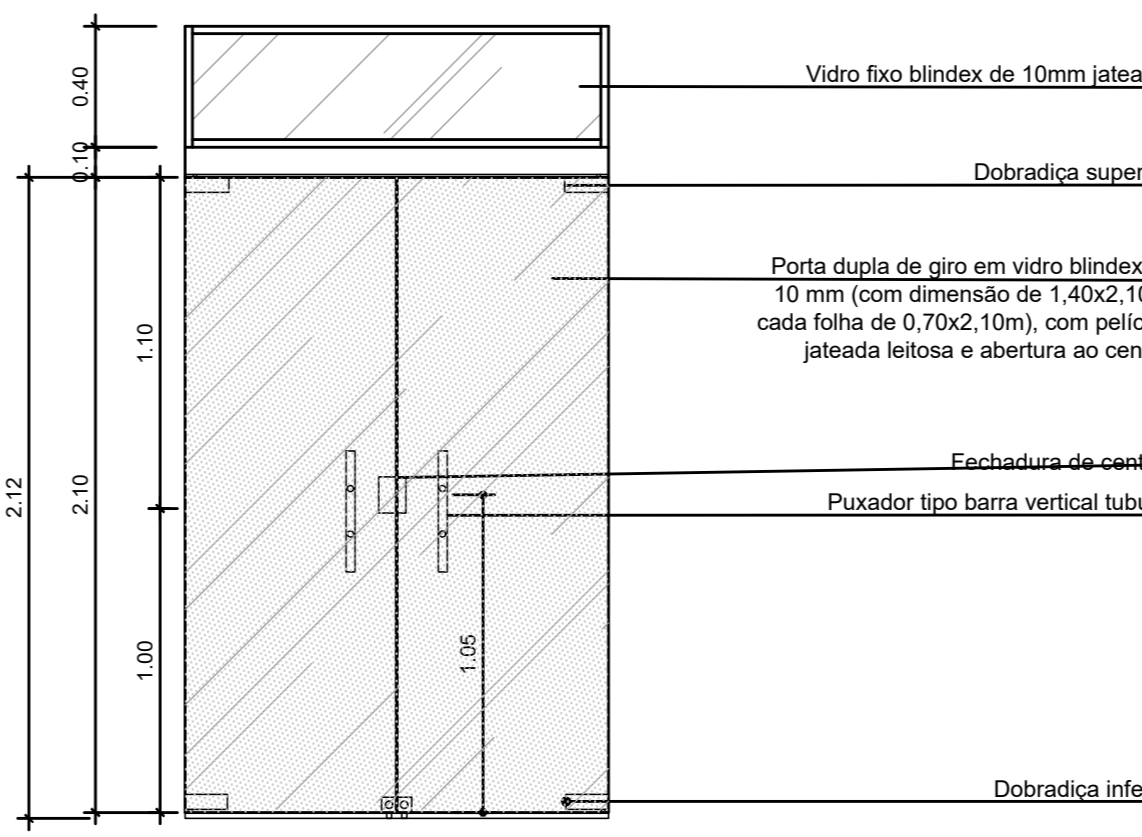 0.40
Vidro fixo blindex de 10mm jatea
0.10
Dobradiça super
Porta dupla de giro em vidro blindex
10 mm (com dimensão de 1,40x2,10
cada folha de 0,70x2,10m), com pelíc
jateada leitosa e abertura ao cen
1.10
Fechadura de cent
2.12
2.10
Puxador tipo barra vertical tubu
1.00
1.05
Dobradiça infe